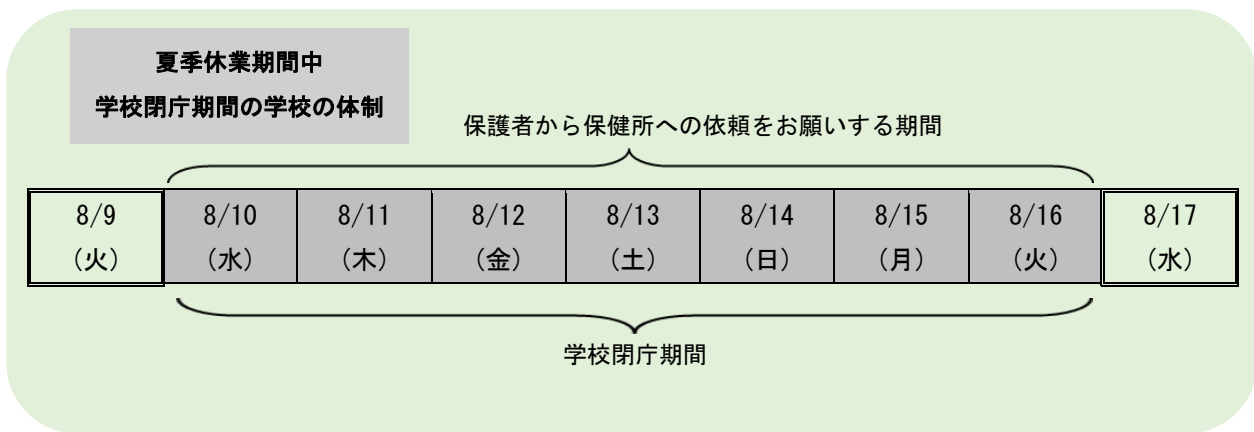 夏季休業期間中
学校閉庁期間の学校の体制
保護者から保健所への依頼をお願いする期間
8/9 8/10 8/11 8/12 8/13 8/14 8/15 8/16 8/17
(火) (水) (木) (金) (土) (日) (月) (火) (水)
学校閉庁期間